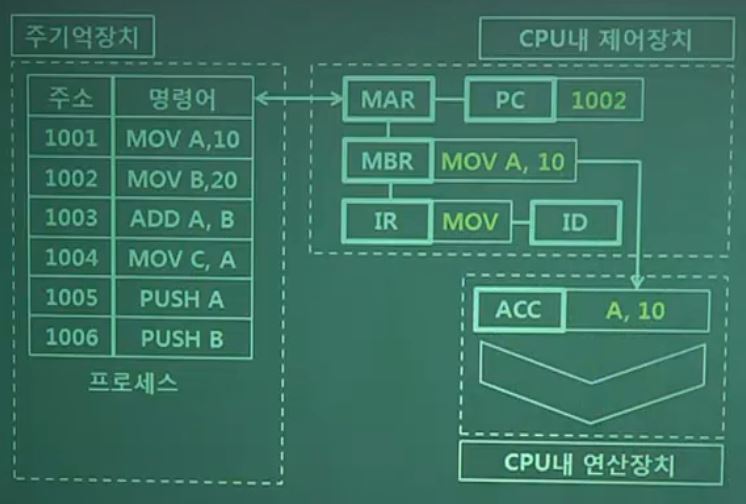 주기억장치
CPU내 제어장치
주소 명령어
1001 MOV A,10
1002 MOV B,20
1003 ADD A, B
1004 MOV C, A
1005 PUSH A
1006 PUSH B
프로세스
MAR PC 1002
MBR MOV A, 10
IR MOV ID
ACC A, 10
CPU내 연산장치